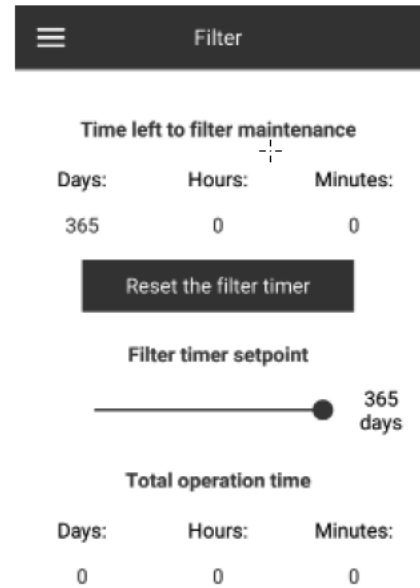 Filter
Time left to filter maintenance
Days: Hours: Minutes:
365 0 0
Reset the filter timer
Filter timer setpoint
365
days
Total operation time
Days: Hours: Minutes:
0 0 0